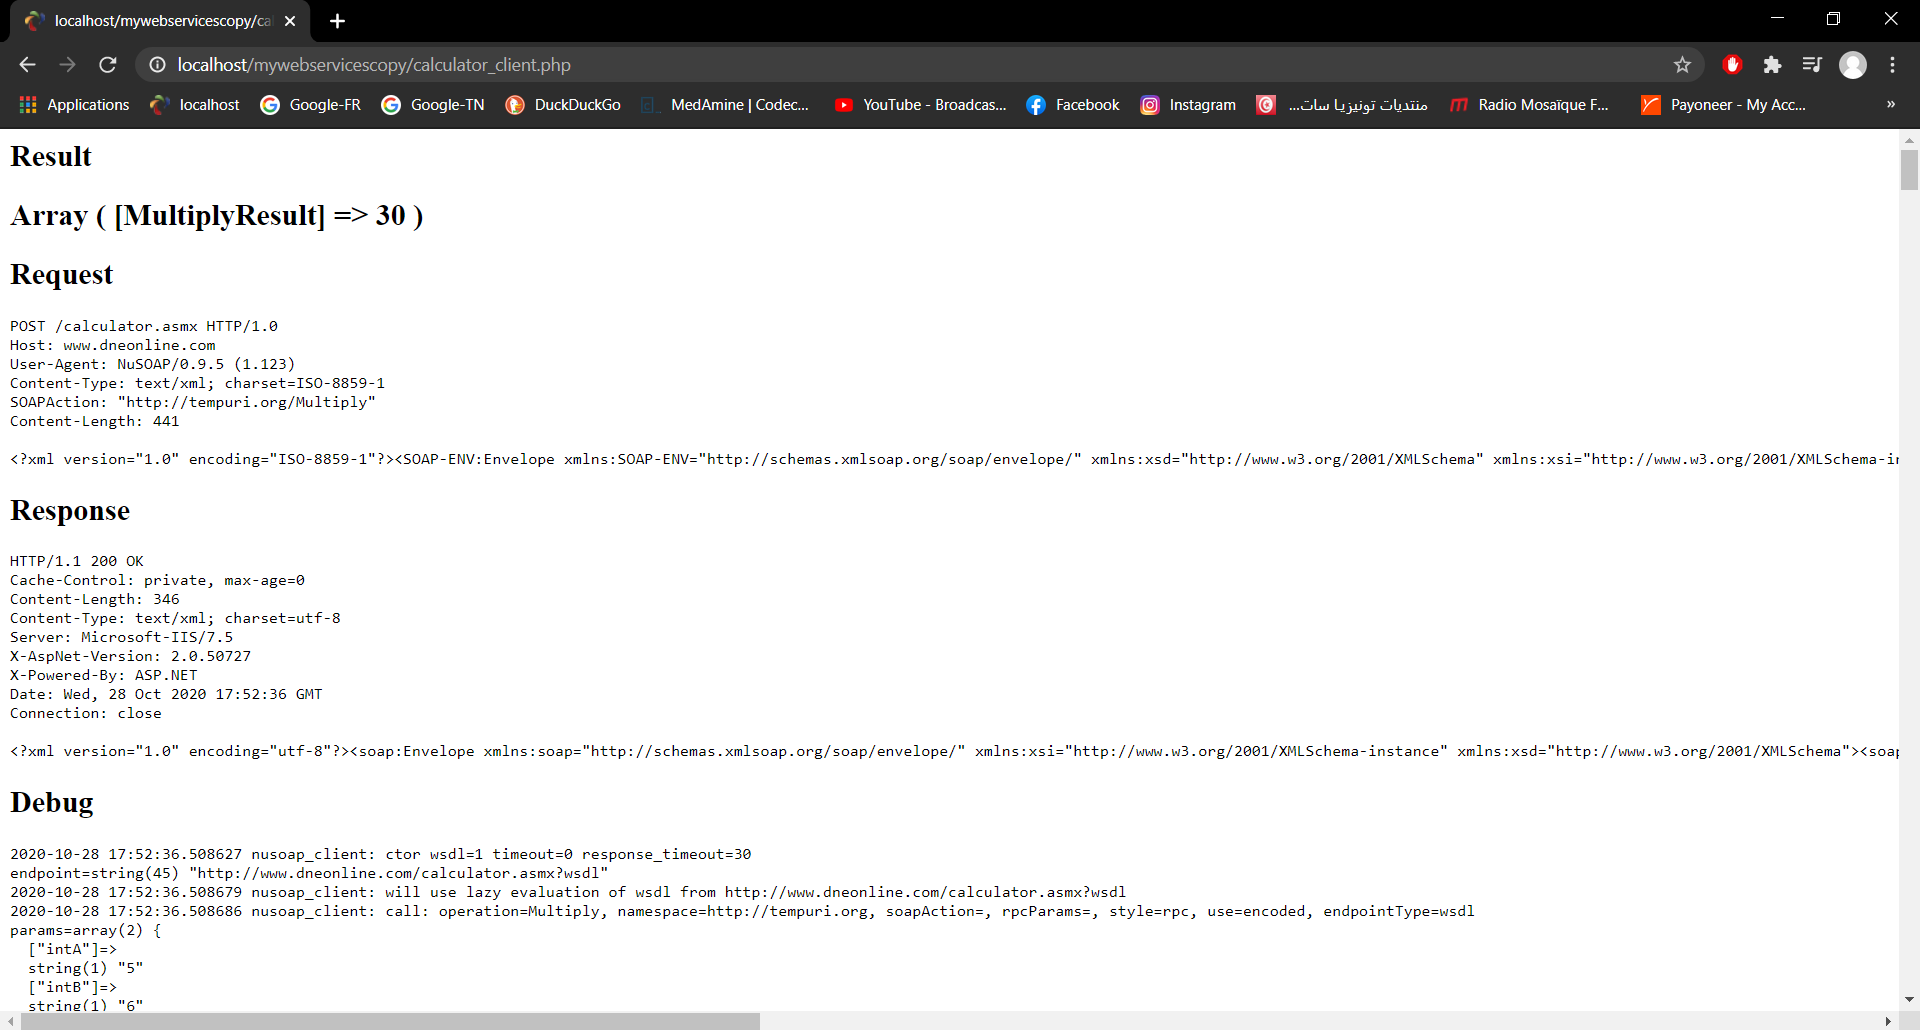 localhost/mywebservicescopy/ca
localhost/mywebservicescopy/calculator_client.php
Applications
localhost
Google-FR
Google-TN
DuckDuckGo
MedAmine | Codec...
YouTube - Broadcas...
Facebook
Instagram
منتديات تونيزيا سات...
Radio Mosaïque F...
Payoneer - My Acc...
»
Result
Array ( [MultiplyResult] => 30 )
Request
POST /calculator.asmx HTTP/1.0
Host: www.dneonline.com
User-Agent: NuSOAP/0.9.5 (1.123)
Content-Type: text/xml; charset=ISO-8859-1
SOAPAction: "http://tempuri.org/Multiply"
Content-Length: 441
<?xml version="1.0" encoding="ISO-8859-1"?><SOAP-ENV:Envelope xmlns:SOAP-ENV="http://schemas.xmlsoap.org/soap/envelope/" xmlns:xsd="http://www.w3.org/2001/XMLSchema" xmlns:xsi="http://www.w3.org/2001/XMLSchema-in
Response
HTTP/1.1 200 OK
Cache-Control: private, max-age=0
Content-Length: 346
Content-Type: text/xml; charset=utf-8
Server: Microsoft-IIS/7.5
X-AspNet-Version: 2.0.50727
X-Powered-By: ASP.NET
Date: Wed, 28 Oct 2020 17:52:36 GMT
Connection: close
<?xml version="1.0" encoding="utf-8"?><soap:Envelope xmlns:soap="http://schemas.xmlsoap.org/soap/envelope/" xmlns:xsi="http://www.w3.org/2001/XMLSchema-instance" xmlns:xsd="http://www.w3.org/2001/XMLSchema"><soap
Debug
2020-10-28 17:52:36.508627 nusoap_client: ctor wsdl=1 timeout=0 response_timeout=30
endpoint=string(45) "http://www.dneonline.com/calculator.asmx?wsdl"
2020-10-28 17:52:36.508679 nusoap_client: will use lazy evaluation of wsdl from http://www.dneonline.com/calculator.asmx?wsdl
2020-10-28 17:52:36.508686 nusoap_client: call: operation=Multiply, namespace=http://tempuri.org, soapAction=, rpcParams=, style=rpc, use=encoded, endpointType=wsdl
params=array(2) {
["intA"]=>
string(1) "5"
["intB"]=>
string(1) "6"